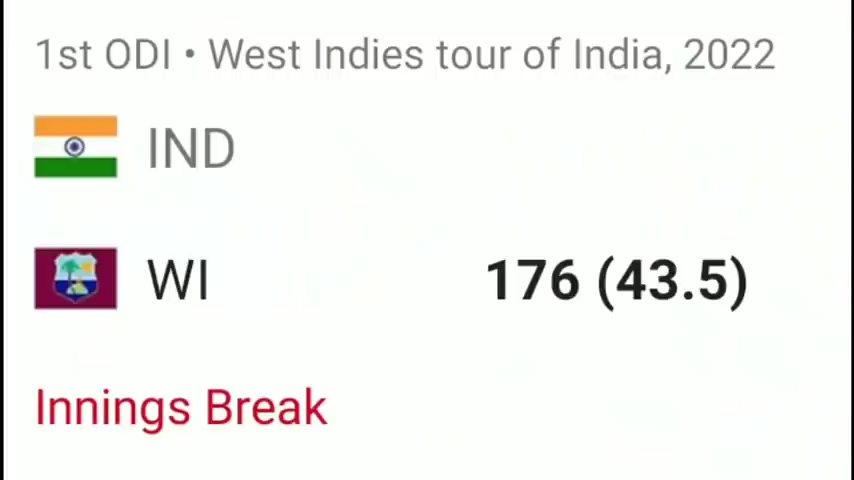 1st ODI • West Indies tour of India, 2022
IND
WI 176 (43.5)
Innings Break